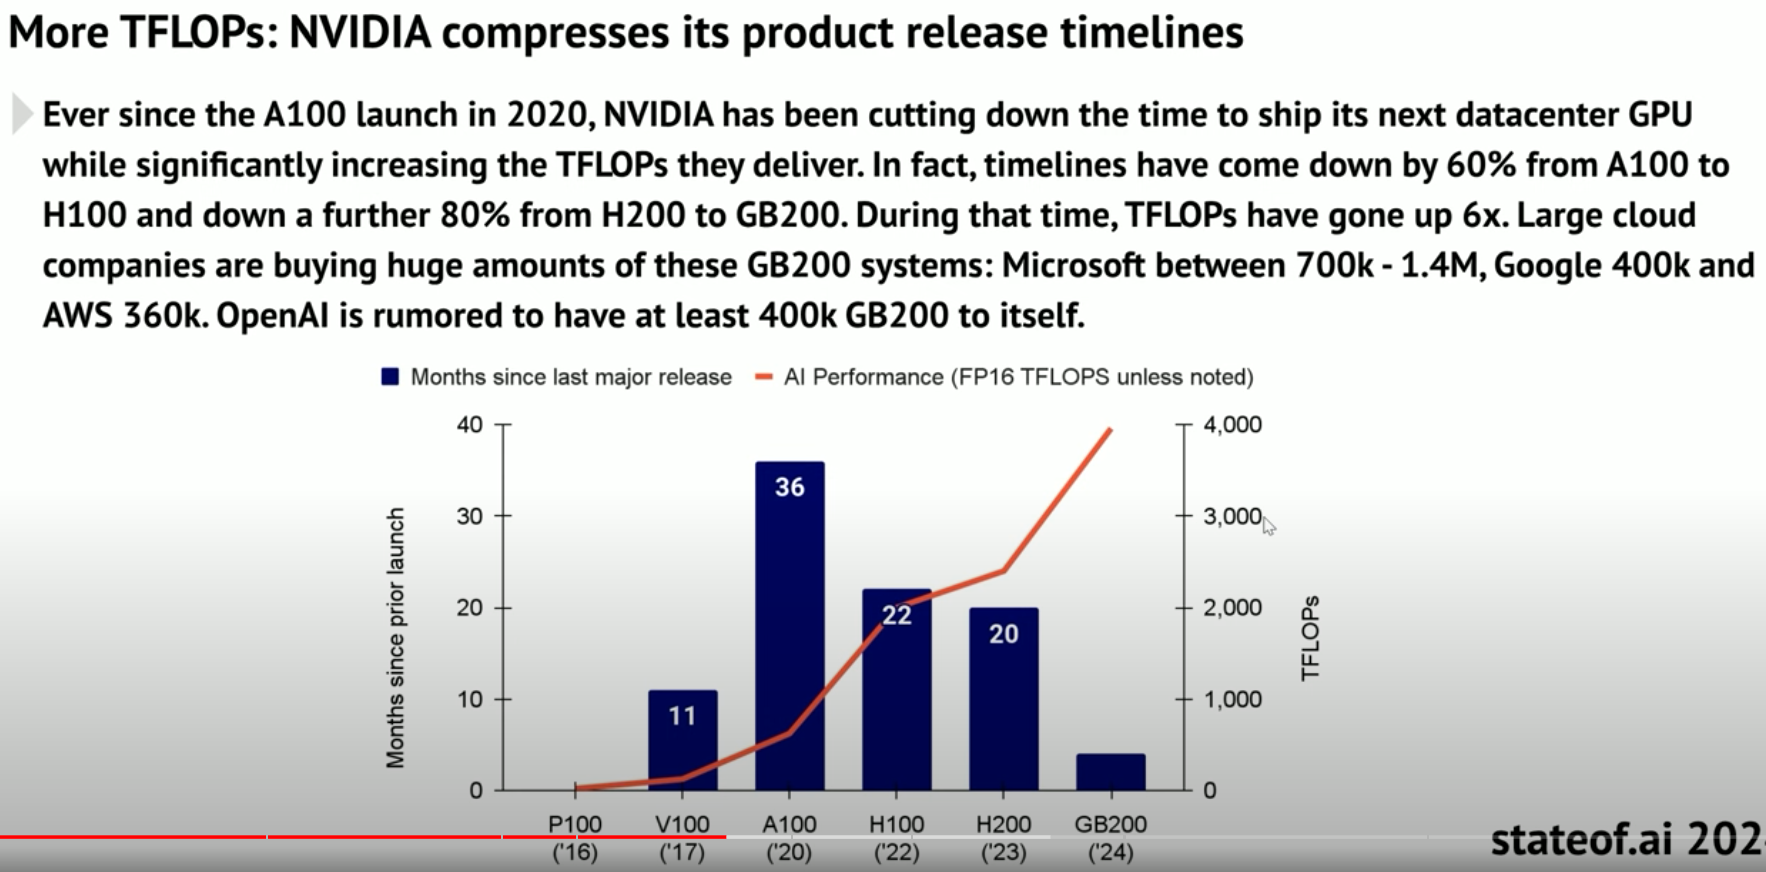 More TFLOPs: NVIDIA compresses its product release timelines
Ever since the A100 launch in 2020, NVIDIA has been cutting down the time to ship its next datacenter GPU
while significantly increasing the TFLOPs they deliver. In fact, timelines have come down by 60% from A100 to
H100 and down a further 80% from H200 to GB200. During that time, TFLOPs have gone up 6x. Large cloud
companies are buying huge amounts of these GB200 systems: Microsoft between 700k - 1.4M, Google 400k and
AWS 360k. OpenAI is rumored to have at least 400k GB200 to itself.
Months since last major release AI Performance (FP16 TFLOPS unless noted)
Months since prior launch
40
30
20
10
0
11
36
22
20
4,000
3,000
2,000
1,000
0
TFLOPs
P100 V100 A100 H100 H200 GB200
('16) ('17) ('20) ('22) ('23) ('24)
stateof.ai 202